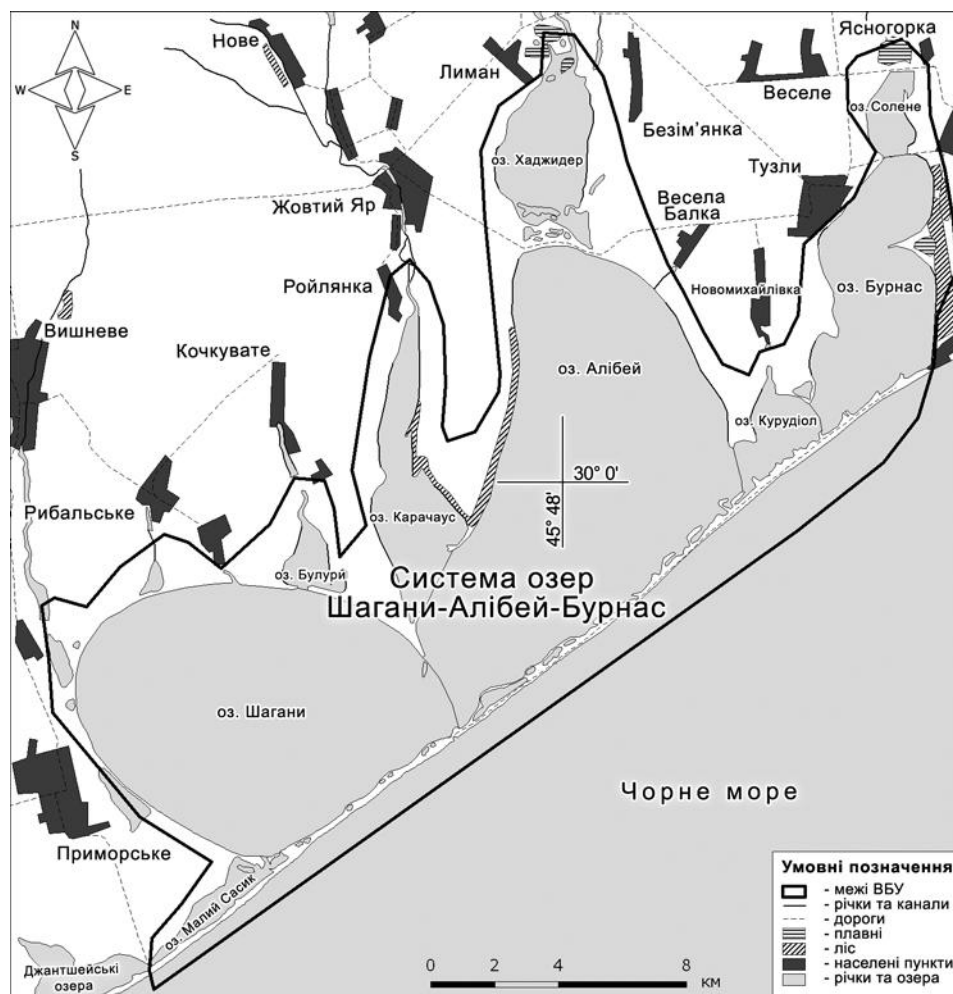 N
W E
S
Нове
Лиман
Ясногорка
Веселе
Безім'янка
оз. Солене
оз. Хаджидер
Тузли
Жовтий Яр
Весела
Балка
Ройлянка
Новомихайлівка
оз. Бурнас
Вишневе
Кочкувате
оз. Алібей
оз. Курудіол
30° 0'
45° 48'
Рибальське
оз. Карачаус
оз. Булури
Система озер
Шагани-Алібей-Бурнас
оз. Шагани
Чорне море
Приморське
оз. Малий Сасик
Джантшейські
озера
0 2 4 8
км
Умовні позначення
- межі ВБУ
- річки та канали
- дороги
- плавні
- ліс
- населені пункти
- річки та озера